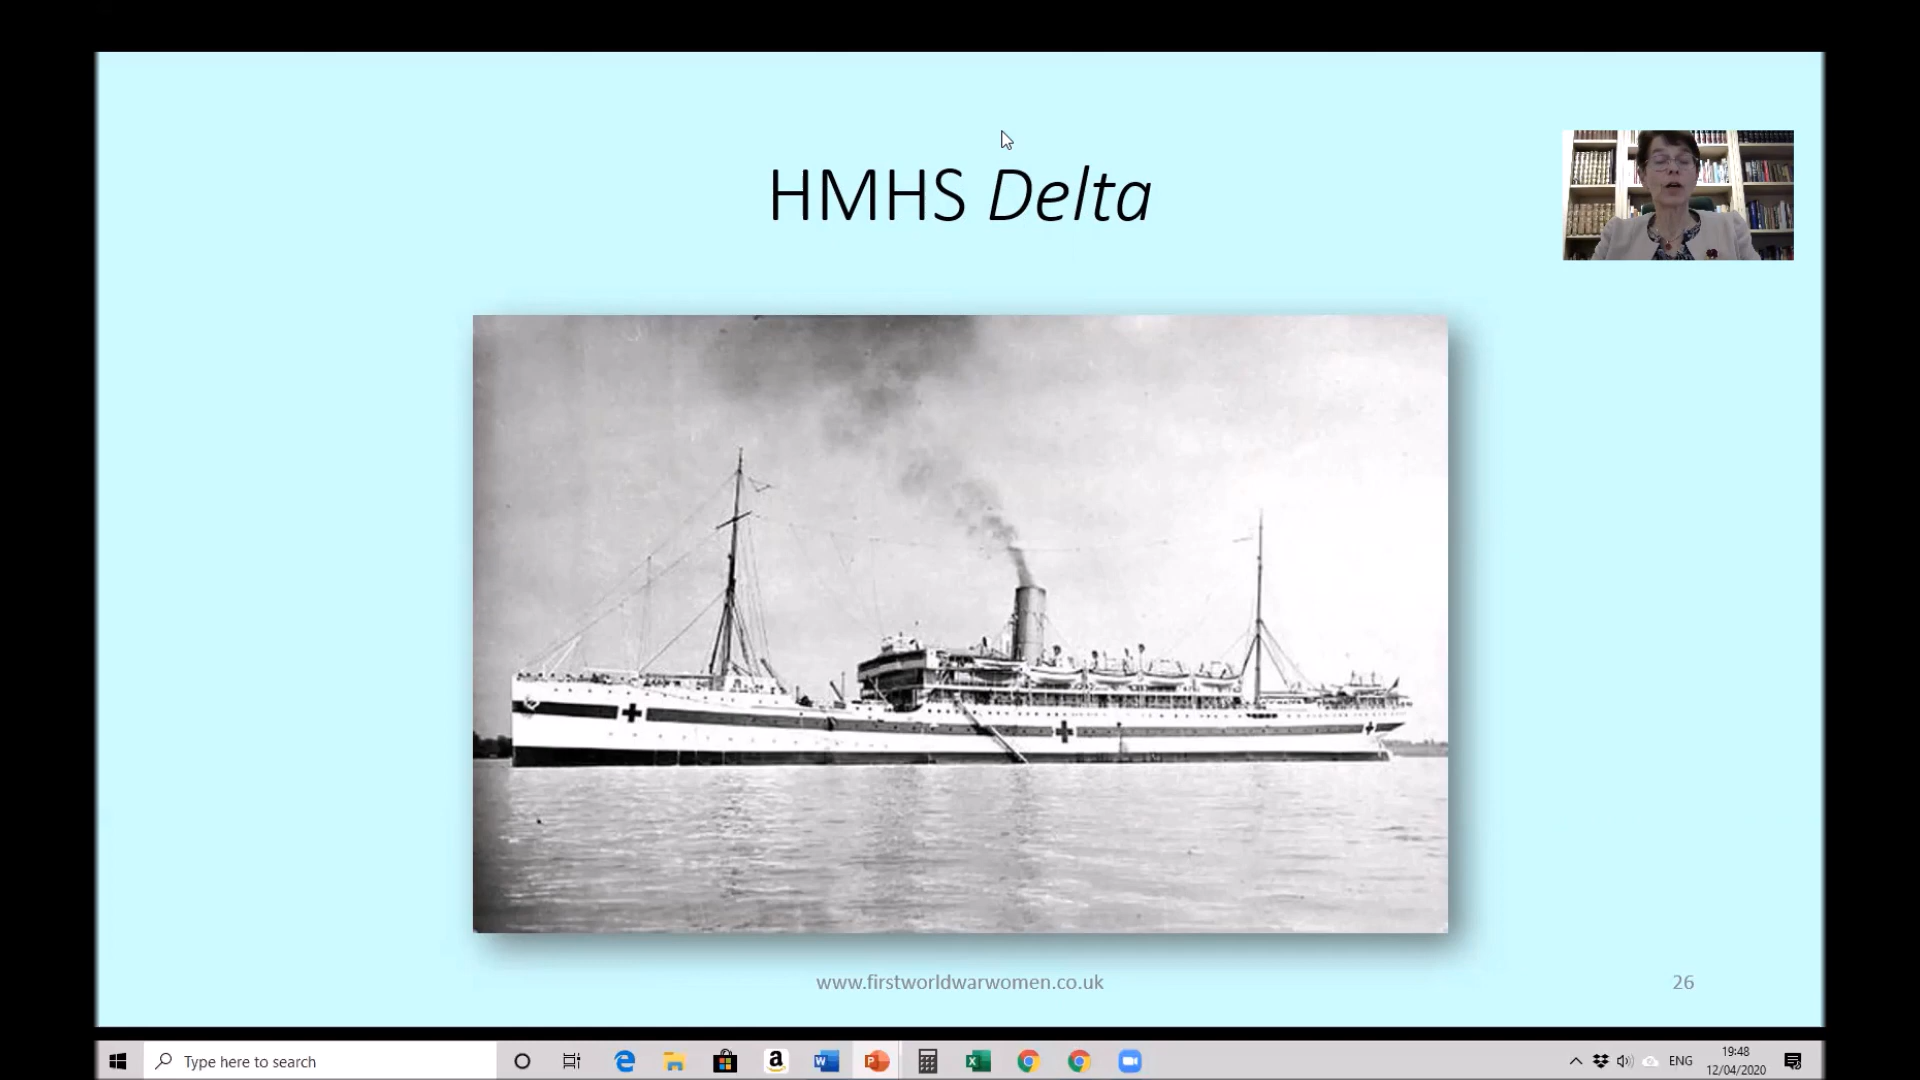 HMHS Delta
www.firstworldwarwomen.co.uk
26
Type here to search
ENG
19:48
12/04/2020